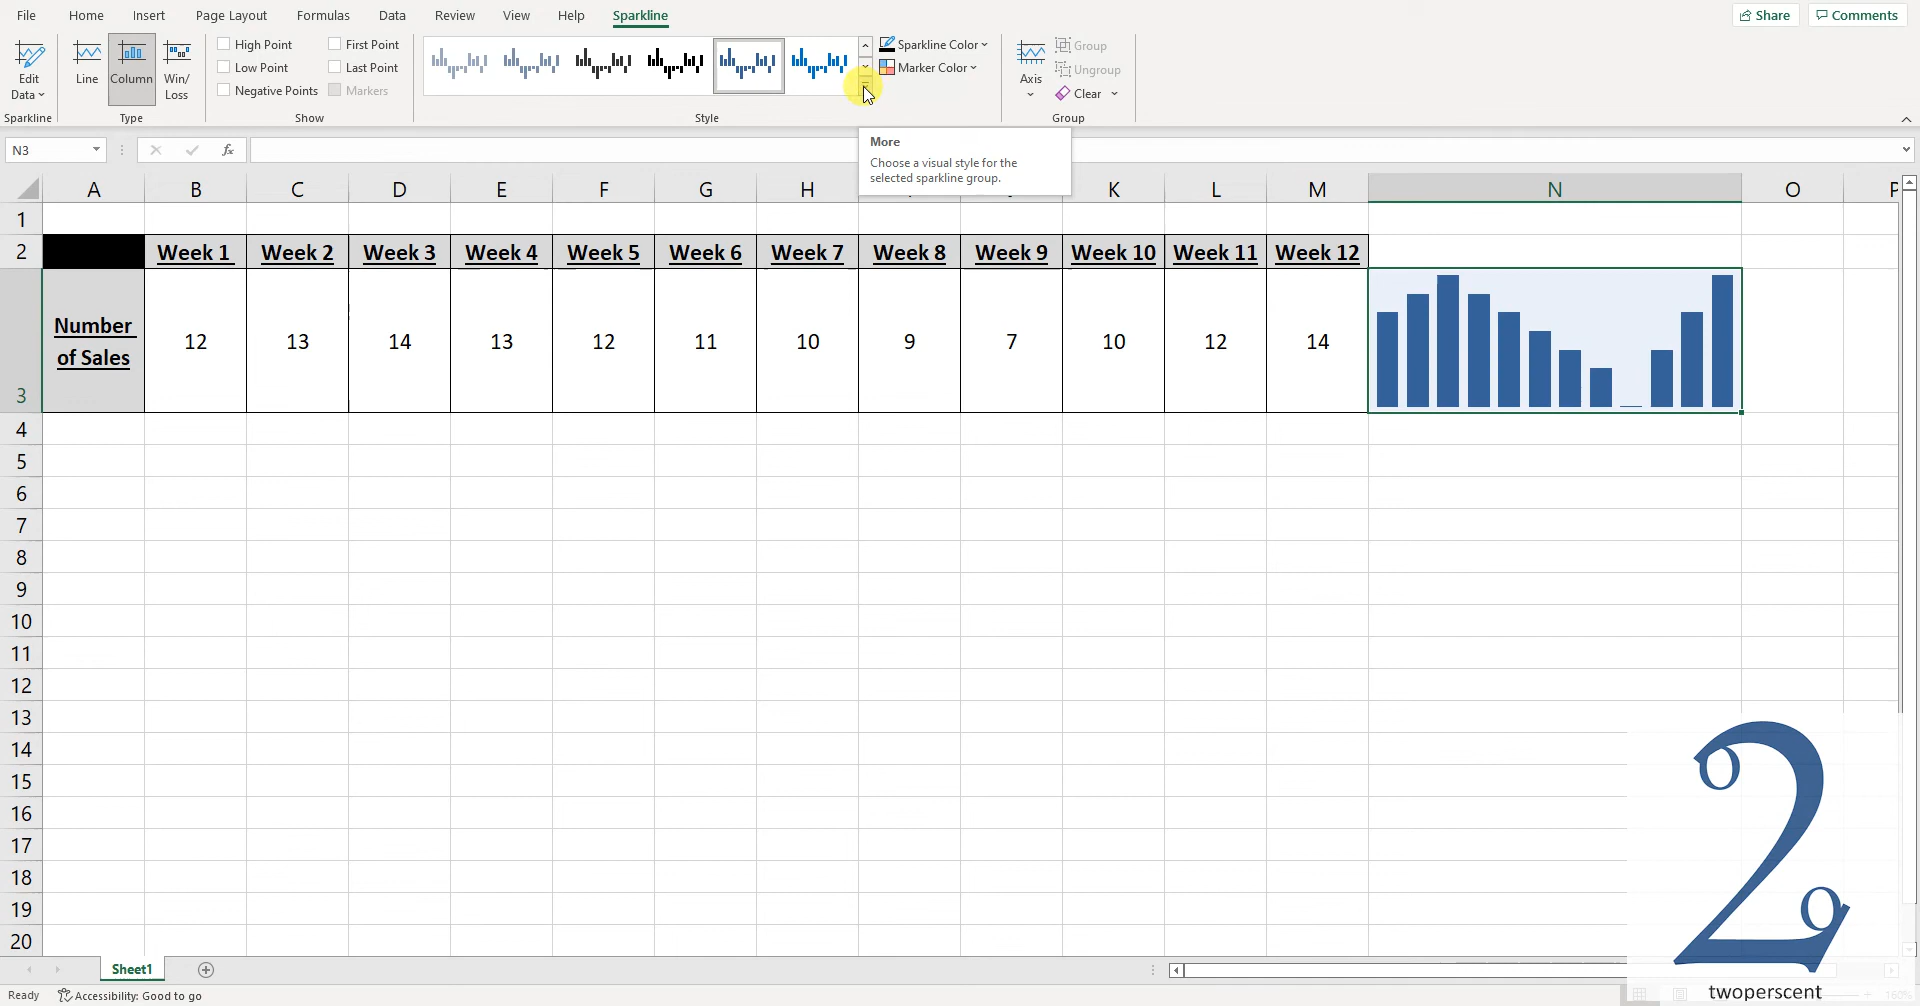 File Home Insert Page Layout Formulas Data Review View Help Sparkline Share Comments
Edit Data
Line Column Win/ Loss
High Point First Point
Low Point Last Point
Negative Points Markers
Sparkline Color
Marker Color
Axis
Group
Ungroup
Clear
Sparkline Type Show Style Group
N3 fx
More
Choose a visual style for the
selected sparkline group.
A B C D E F G H K L M N O P
1
2 Week 1 Week 2 Week 3 Week 4 Week 5 Week 6 Week 7 Week 8 Week 9 Week 10 Week 11 Week 12
Number
of Sales
3 12 13 14 13 12 11 10 9 7 10 12 14
4
5
6
7
8
9
10
11
12
13
14
15
16
17
18
19
20
2
Sheet1
Ready Accessibility: Good to go
twoperscent
160%